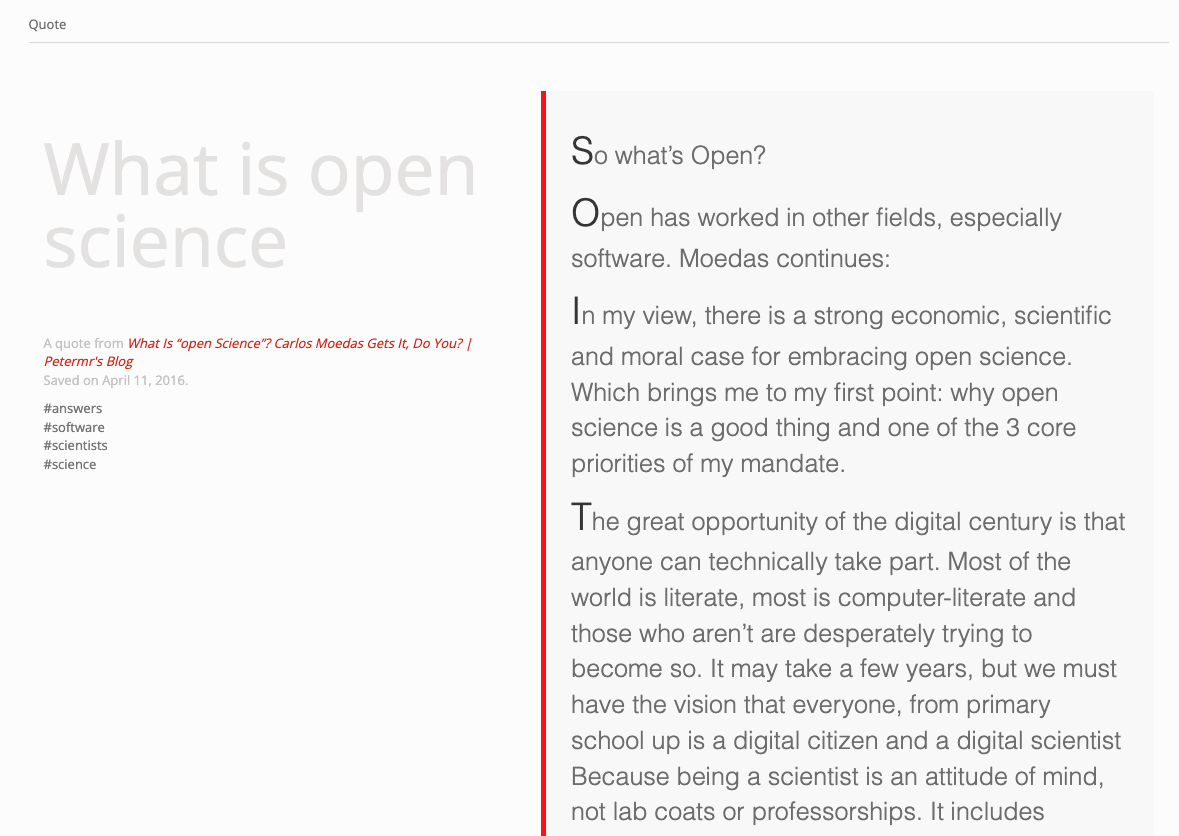 Quote
What is open
science
A quote from What Is “open Science”? Carlos Moedas Gets It, Do You? |
Petermr's Blog
Saved on April 11, 2016.
#answers
#software
#scientists
#science
So what’s Open?
Open has worked in other fields, especially
software. Moedas continues:
In my view, there is a strong economic, scientific
and moral case for embracing open science.
Which brings me to my first point: why open
science is a good thing and one of the 3 core
priorities of my mandate.
The great opportunity of the digital century is that
anyone can technically take part. Most of the
world is literate, most is computer-literate and
those who aren’t are desperately trying to
become so. It may take a few years, but we must
have the vision that everyone, from primary
school up is a digital citizen and a digital scientist
Because being a scientist is an attitude of mind,
not lab coats or professorships. It includes